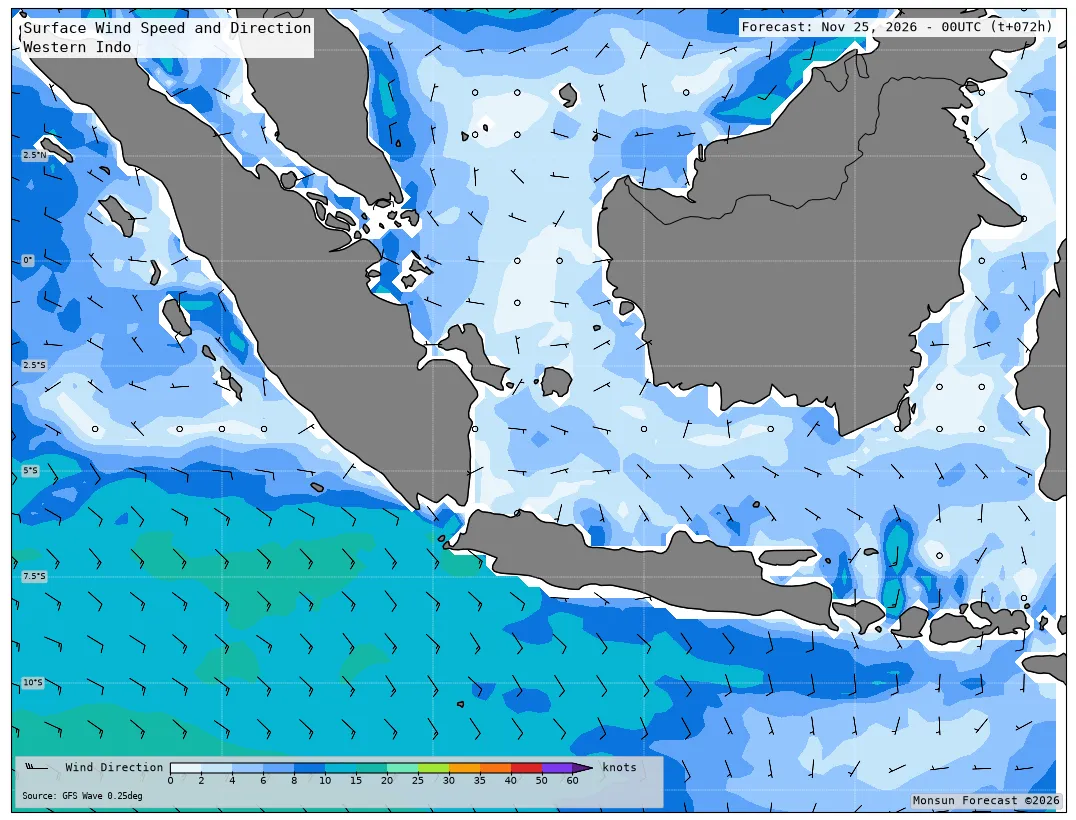 Surface Wind Speed and Direction
Western Indo
Forecast: Nov 25, 2026 - 00UTC (t+072h)
2.5°N
0°
2.5°S
5°S
7.5°S
10°S
Wind Direction
knots
0 2 4 6 8 10 15 20 25 30 35 40 50 60
Source: GFS Wave 0.25deg
Monsun Forecast ©2026